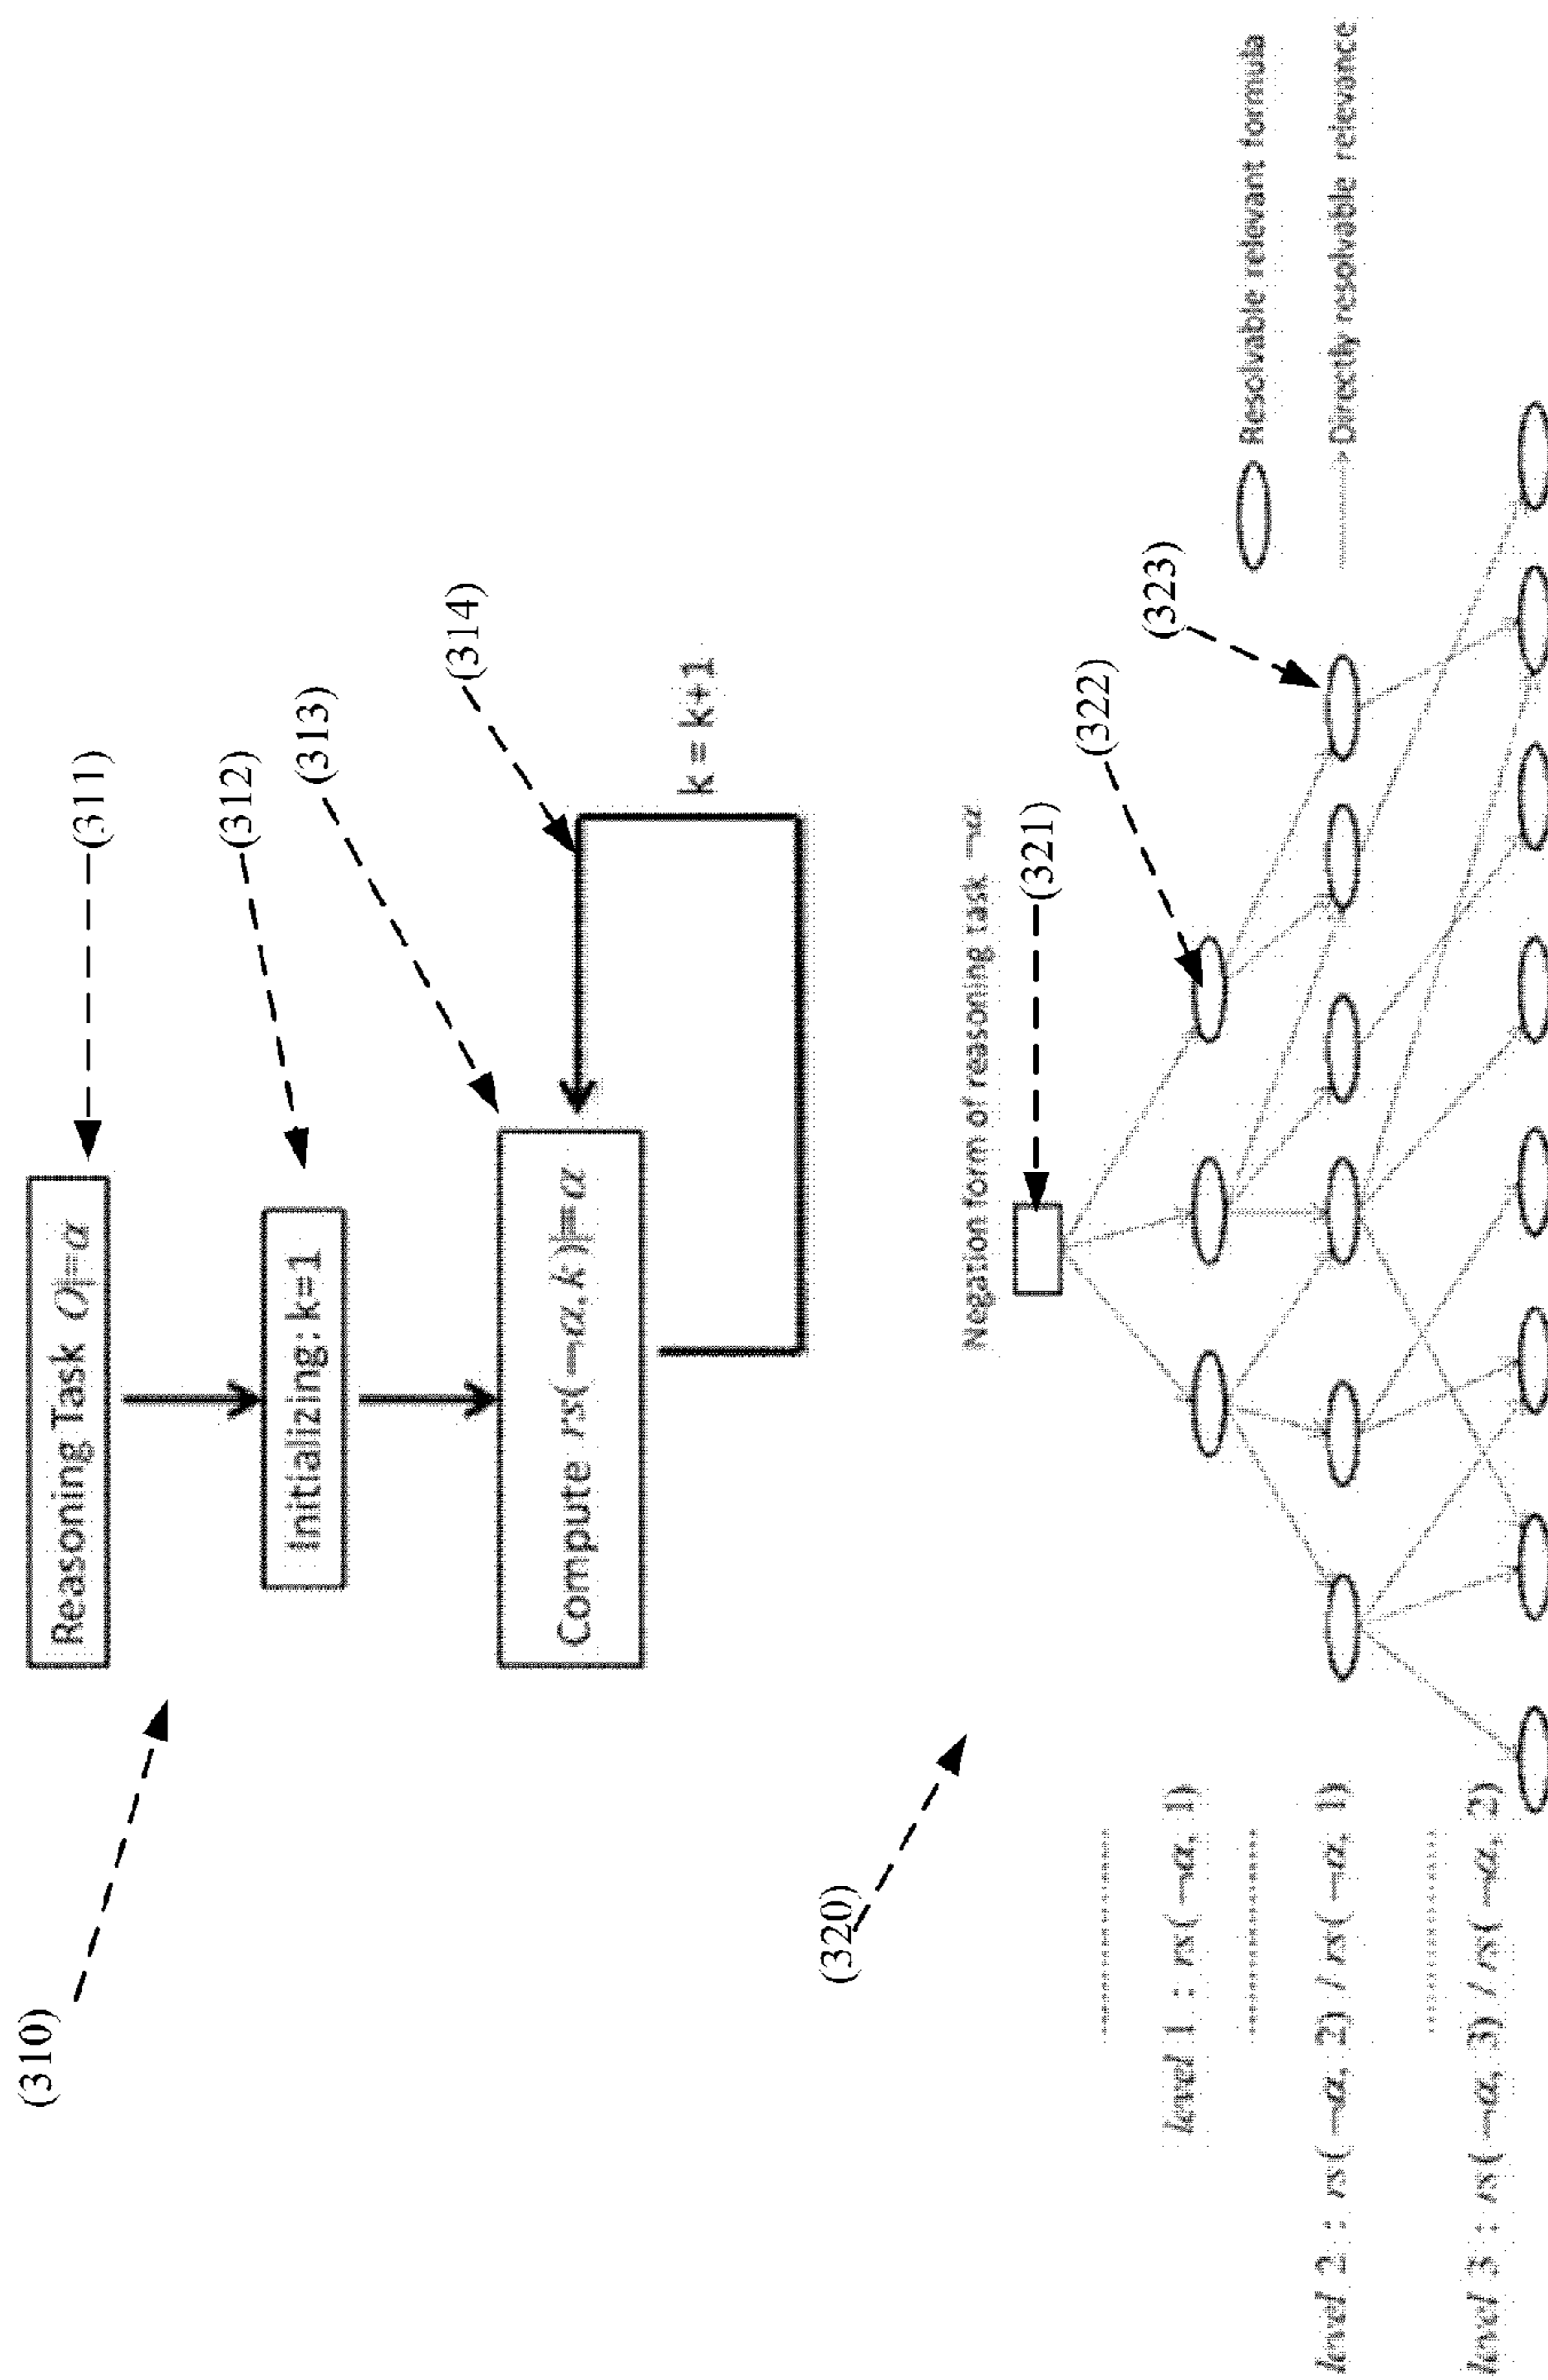 (310)
Reasoning Task O|=α
(311)
Initializing: k=1
(312)
(313)
Compute rs(¬α, k)|=α
(314)
k = k+1
(320)
Negation form of reasoning task ¬α
(321)
(322)
level 1 : rs(¬α, 1)
(323)
Resolvable relevant formula
level 2 : rs(¬α, 2) / rs(¬α, 1)
Directly resolvable relevance
level 3 : rs(¬α, 3) / rs(¬α, 2)